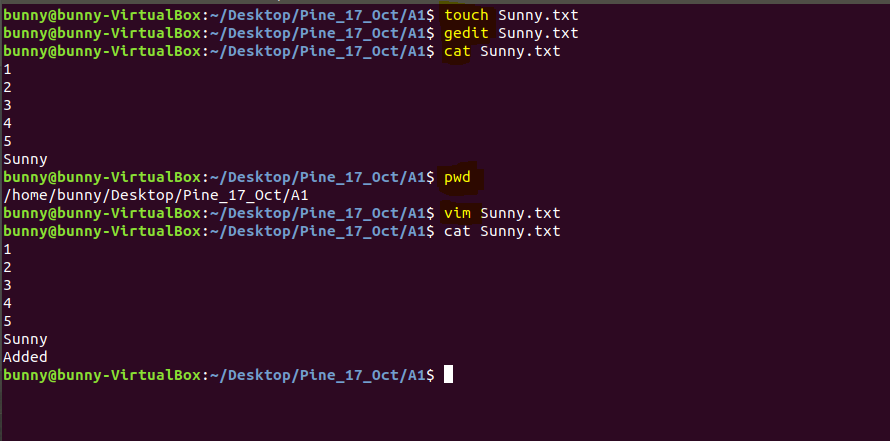 bunny@bunny-VirtualBox:~/Desktop/Pine_17_Oct/A1$ touch Sunny.txt
bunny@bunny-VirtualBox:~/Desktop/Pine_17_Oct/A1$ gedit Sunny.txt
bunny@bunny-VirtualBox:~/Desktop/Pine_17_Oct/A1$ cat Sunny.txt
1
2
3
4
5
Sunny
bunny@bunny-VirtualBox:~/Desktop/Pine_17_Oct/A1$ pwd
/home/bunny/Desktop/Pine_17_Oct/A1
bunny@bunny-VirtualBox:~/Desktop/Pine_17_Oct/A1$ vim Sunny.txt
bunny@bunny-VirtualBox:~/Desktop/Pine_17_Oct/A1$ cat Sunny.txt
1
2
3
4
5
Sunny
Added
bunny@bunny-VirtualBox:~/Desktop/Pine_17_Oct/A1$